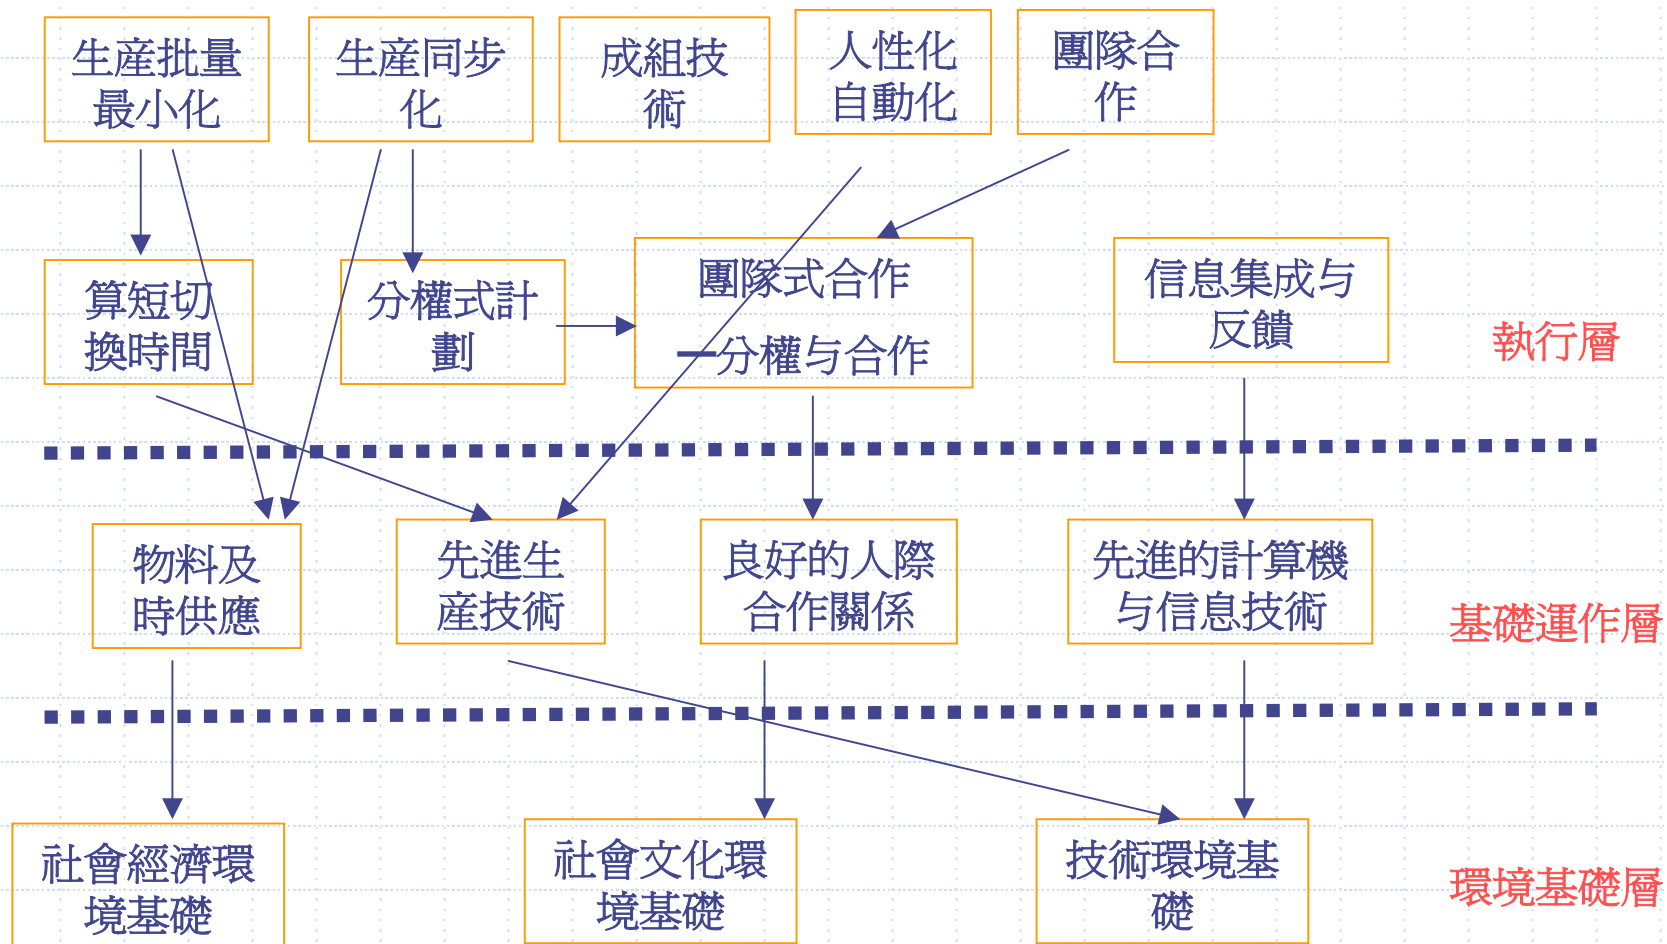 生産批量
最小化
生産同步
化
成組技
術
人性化
自動化
團隊合
作
算短切
換時間
分權式計
劃
團隊式合作
—分權与合作
信息集成与
反饋
執行層
物料及
時供應
先進生
産技術
良好的人際
合作關係
先進的計算機
与信息技術
基礎運作層
社會經濟環
境基礎
社會文化環
境基礎
技術環境基
礎
環境基礎層